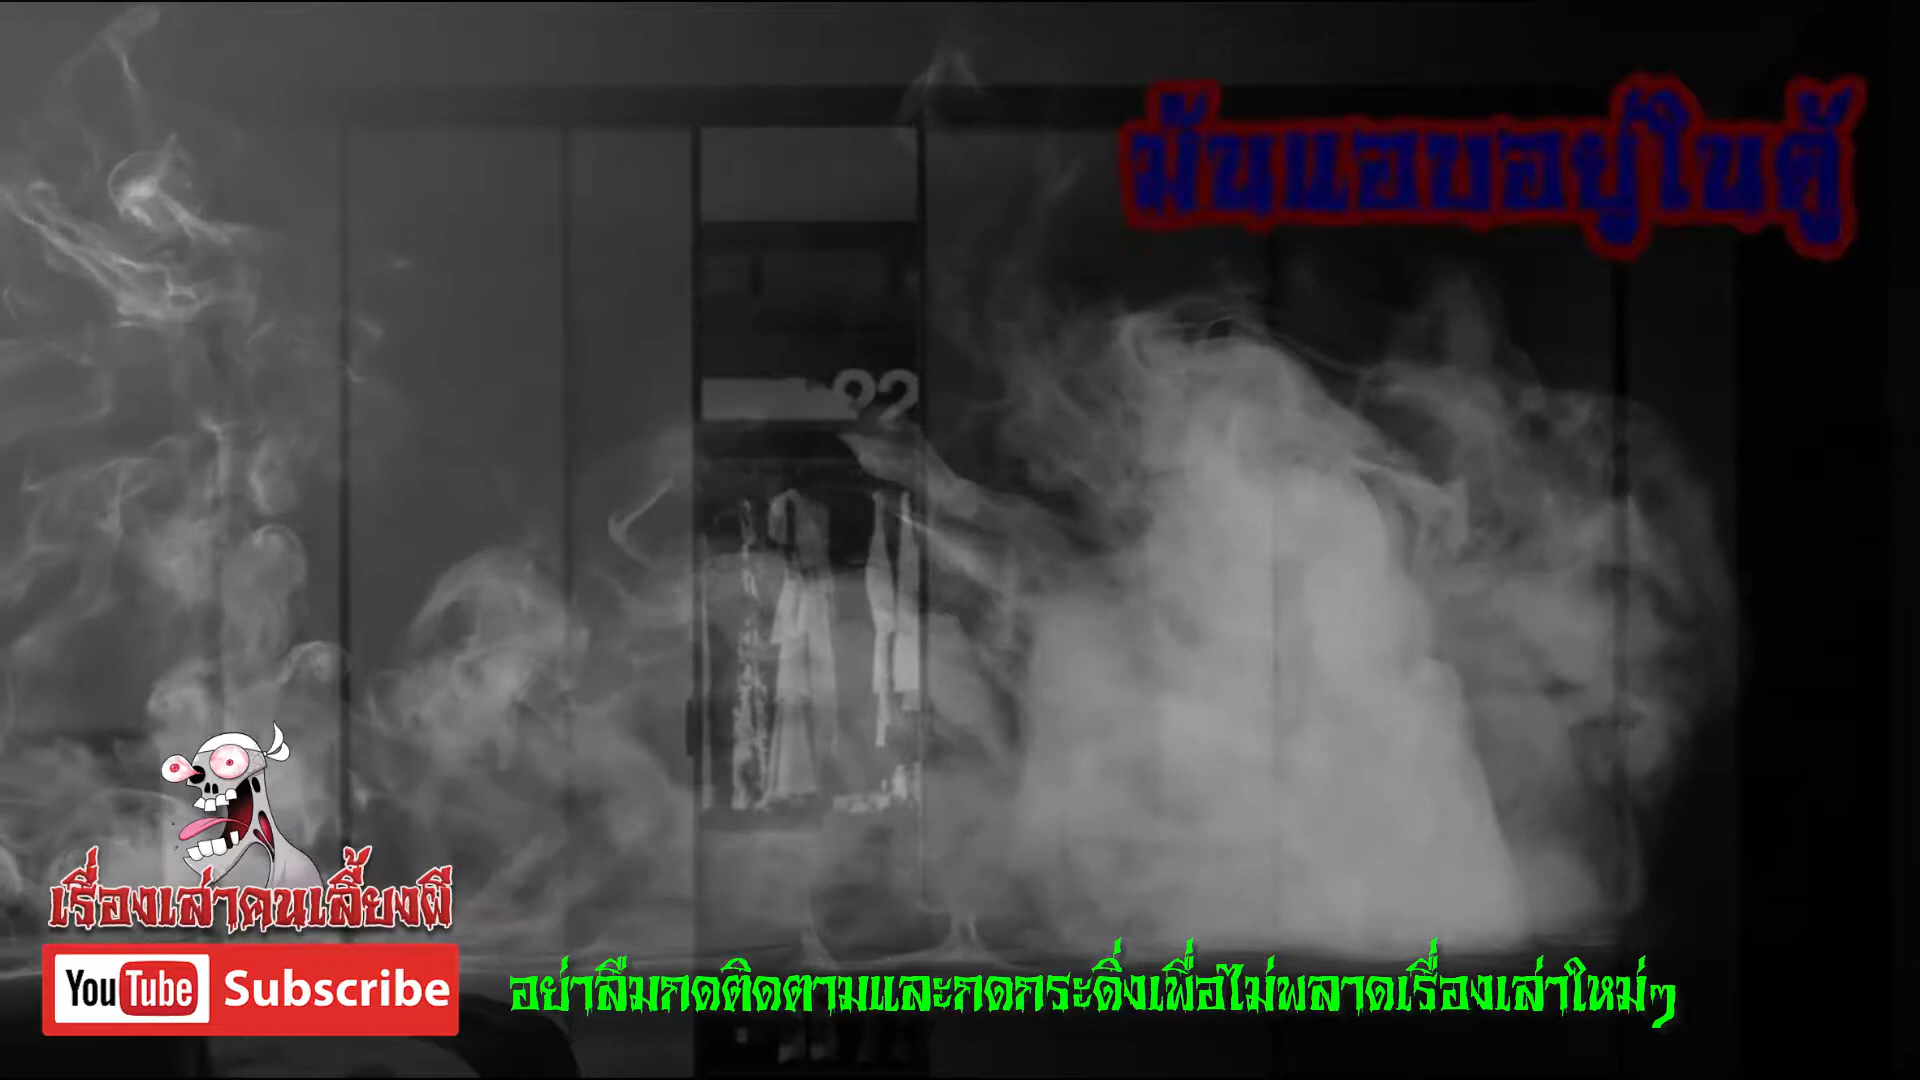 มันแอบอยู่ในตู้
92
เรื่องเล่าคนเลี้ยงผี
YouTube Subscribe
อย่าลืมกดติดตามและกดกระดิ่งเพื่อไม่พลาดเรื่องเล่าใหม่ๆ